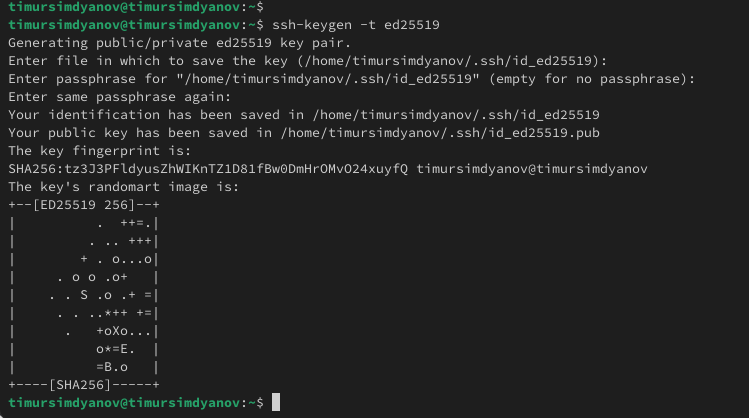 timursimdyanov@timursimdyanov:~$
timursimdyanov@timursimdyanov:~$ ssh-keygen -t ed25519
Generating public/private ed25519 key pair.
Enter file in which to save the key (/home/timursimdyanov/.ssh/id_ed25519):
Enter passphrase for "/home/timursimdyanov/.ssh/id_ed25519" (empty for no passphrase):
Enter same passphrase again:
Your identification has been saved in /home/timursimdyanov/.ssh/id_ed25519
Your public key has been saved in /home/timursimdyanov/.ssh/id_ed25519.pub
The key fingerprint is:
SHA256:tz3J3PFldyusZhWIKnTZ1D81fBw0DmHrOMvO24xuyfQ timursimdyanov@timursimdyanov
The key's randomart image is:
+--[ED25519 256]--+
|          .  ++=.|
|         . .. +++|
|        + . o...o|
|     . o o .o+   |
|    . . S .o .+ =|
|     . . ..*++ +=|
|      .   +oXo...|
|          o*=E.  |
|          =B.o   |
+----[SHA256]-----+
timursimdyanov@timursimdyanov:~$